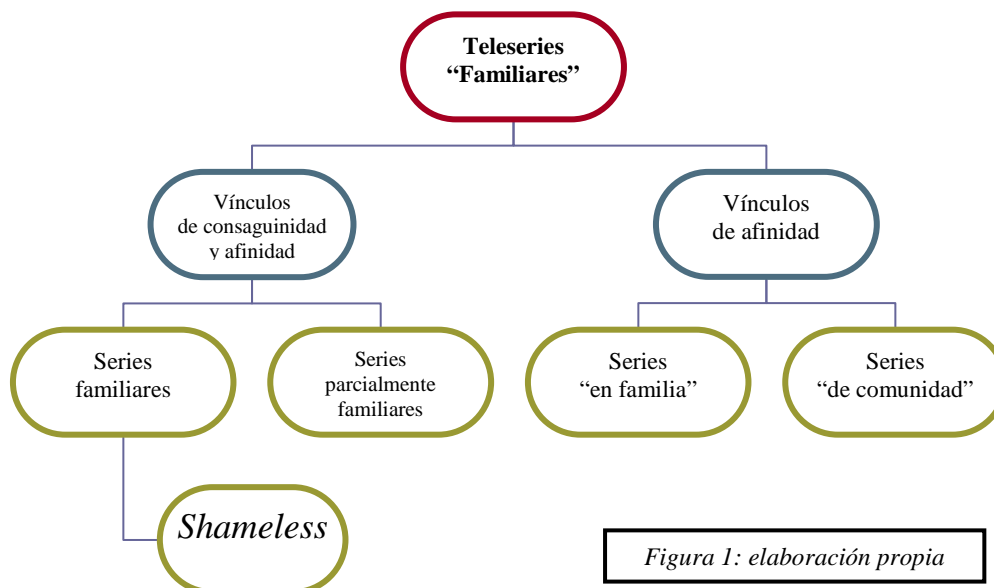 Teleseries
“Familiares”
Vínculos
de consaguinidad
y afinidad
Vínculos
de afinidad
Series
familiares
Series
parcialmente
familiares
Series
“en familia”
Series
“de comunidad”
Shameless
Figura 1: elaboración propia